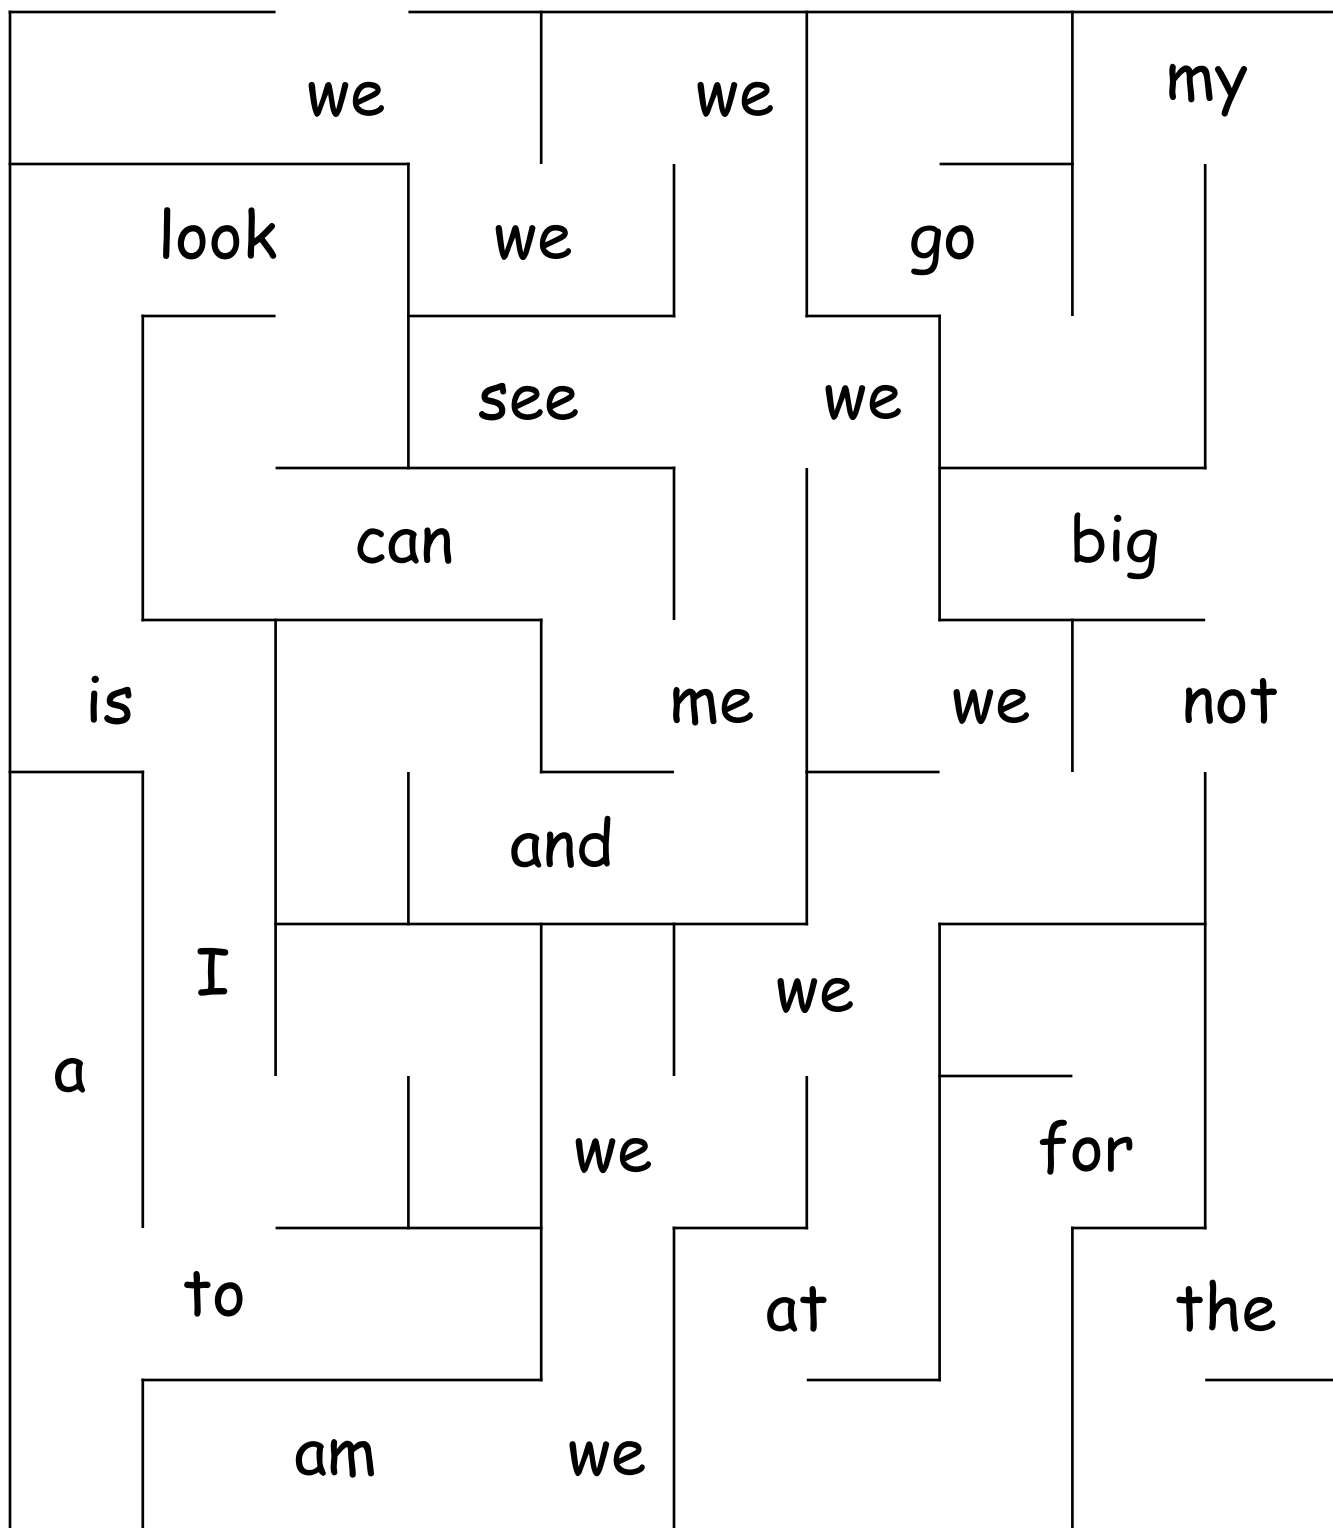 we we my
look we go
see we
can big
is me we not
and
I we
a
we for
to at the
am we